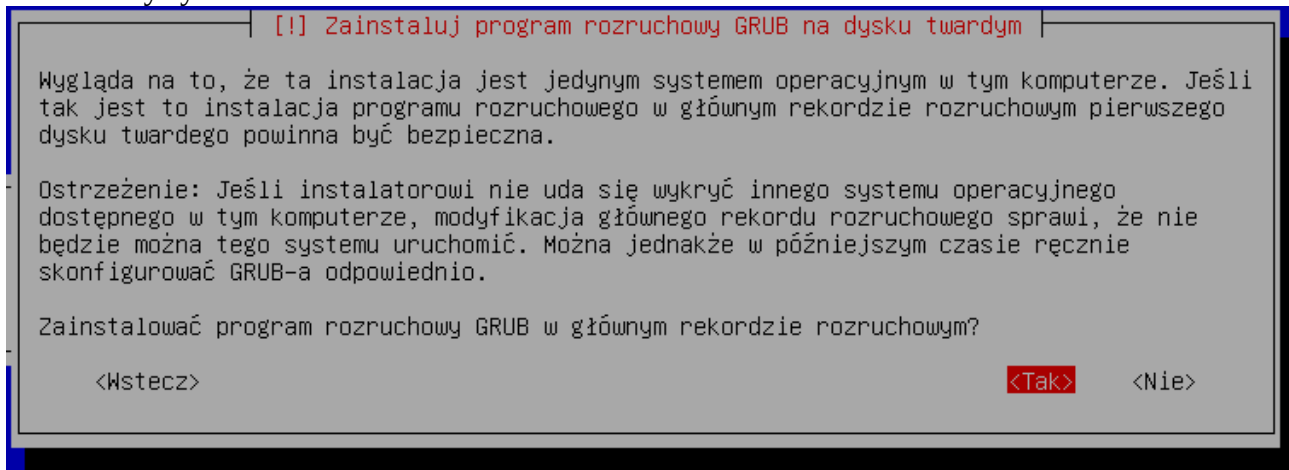 [!] Zainstaluj program rozruchowy GRUB na dysku twardym
Wygląda na to, że ta instalacja jest jedynym systemem operacyjnym w tym komputerze. Jeśli
tak jest to instalacja programu rozruchowego w głównym rekordzie rozruchowym pierwszego
dysku twardego powinna być bezpieczna.
Ostrzeżenie: Jeśli instalatorowi nie uda się wykryć innego systemu operacyjnego
dostępnego w tym komputerze, modyfikacja głównego rekordu rozruchowego sprawi, że nie
będzie można tego systemu uruchomić. Można jednakże w późniejszym czasie ręcznie
skonfigurować GRUB-a odpowiednio.
Zainstalować program rozruchowy GRUB w głównym rekordzie rozruchowym?
<Wstecz> <Tak> <Nie>